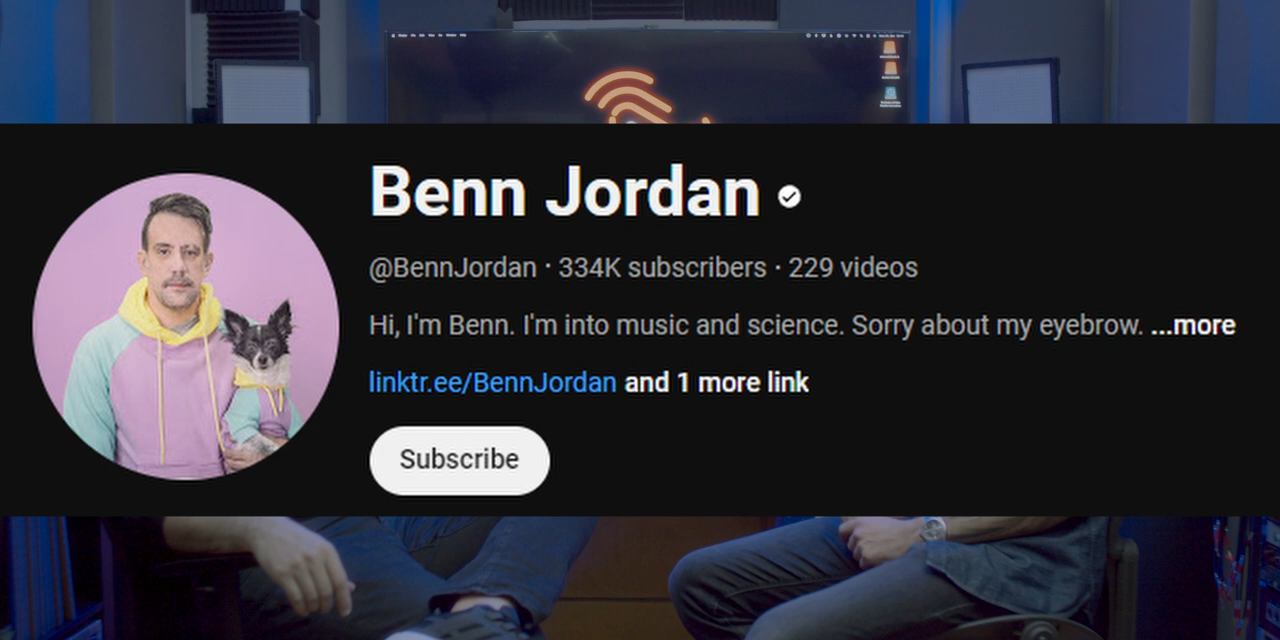 Benn Jordan
@BennJordan · 334K subscribers · 229 videos
Hi, I'm Benn. I'm into music and science. Sorry about my eyebrow. ...more
linktr.ee/BennJordan and 1 more link
Subscribe